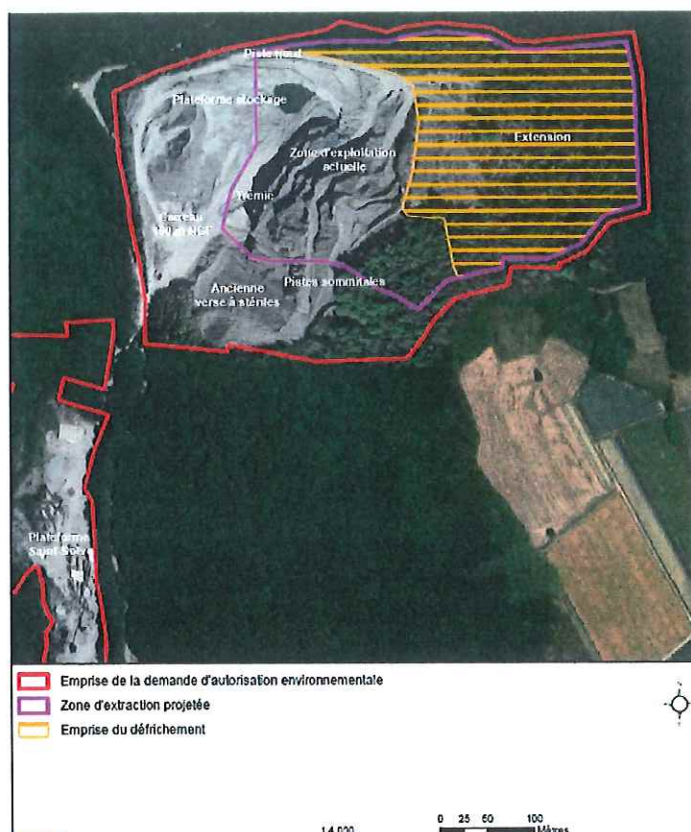 Piste haut
Plateforme stockage
Extension
Zone d'exploitation
actuelle
Trémie
Carreau
Ancienne
verse à stériles
Pistes sommitales
Plateforme
Emprise de la demande d'autorisation environnementale
Zone d'extraction projetée
Emprise du défrichement
0 25 50 100
Mètres